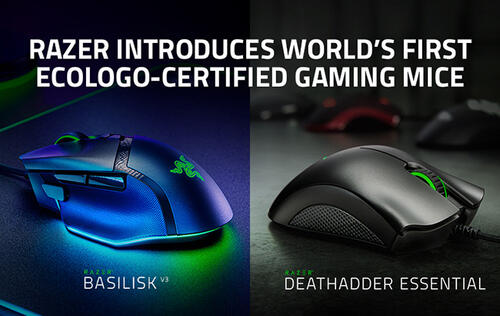 RAZER INTRODUCES WORLD'S FIRST
ECOLOGO-CERTIFIED GAMING MICE
RAZER
BASILISK V3
RAZER
DEATHADDER ESSENTIAL